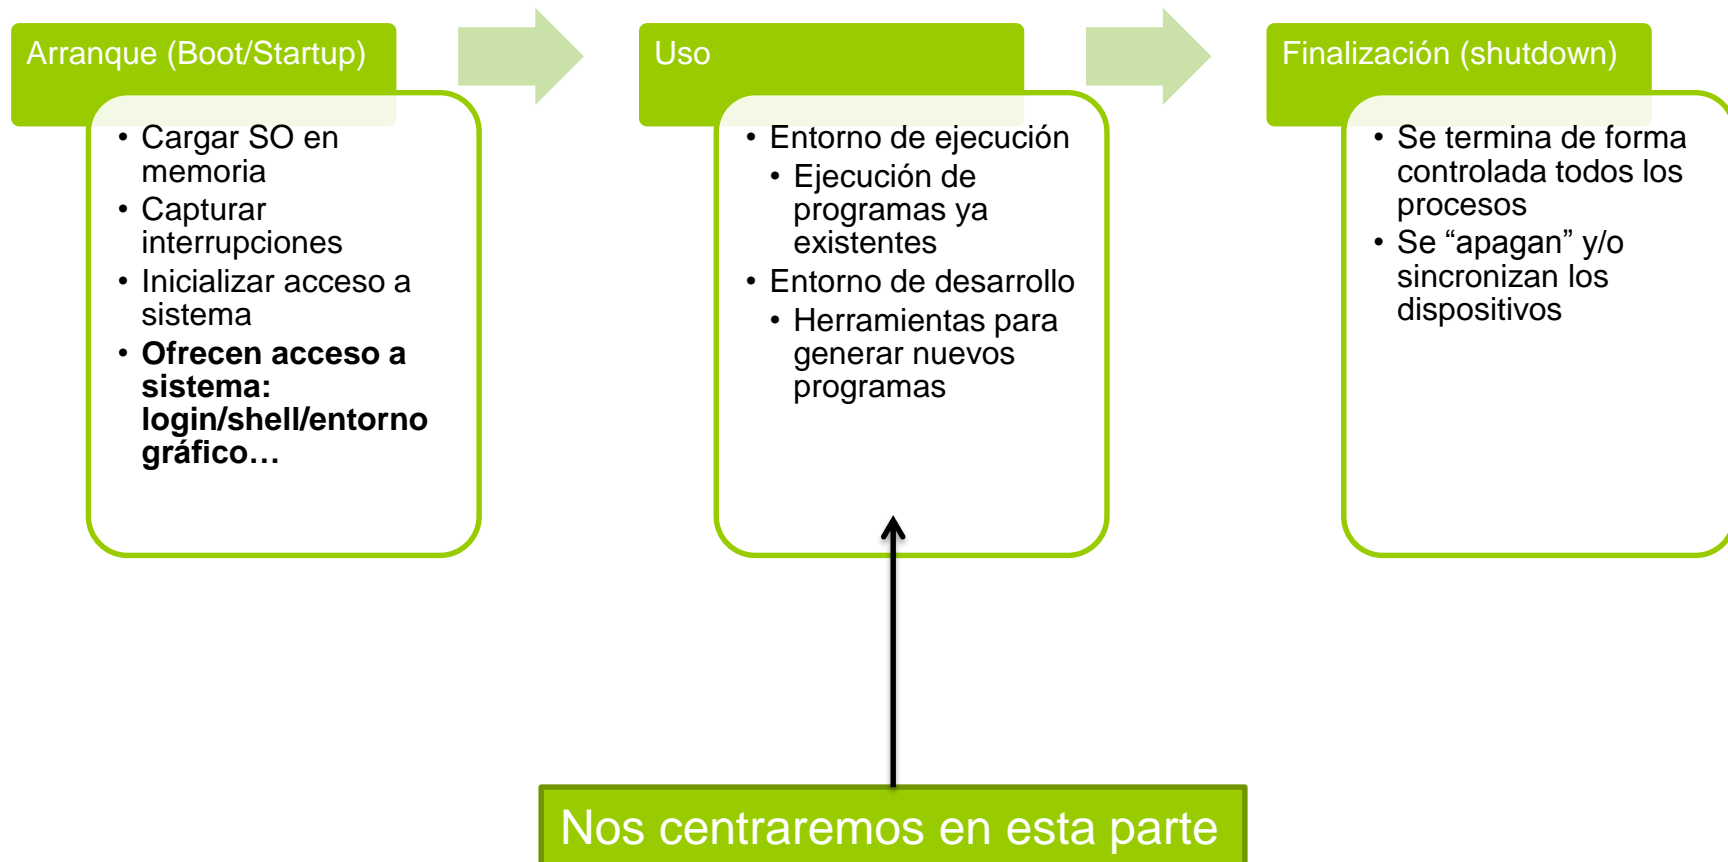 Arranque (Boot/Startup)
• Cargar SO en
memoria
• Capturar
interrupciones
• Inicializar acceso a
sistema
• Ofrecen acceso a
sistema:
login/shell/entorno
gráfico…
Uso
• Entorno de ejecución
• Ejecución de
programas ya
existentes
• Entorno de desarrollo
• Herramientas para
generar nuevos
programas
Finalización (shutdown)
• Se termina de forma
controlada todos los
procesos
• Se “apagan” y/o
sincronizan los
dispositivos
Nos centraremos en esta parte